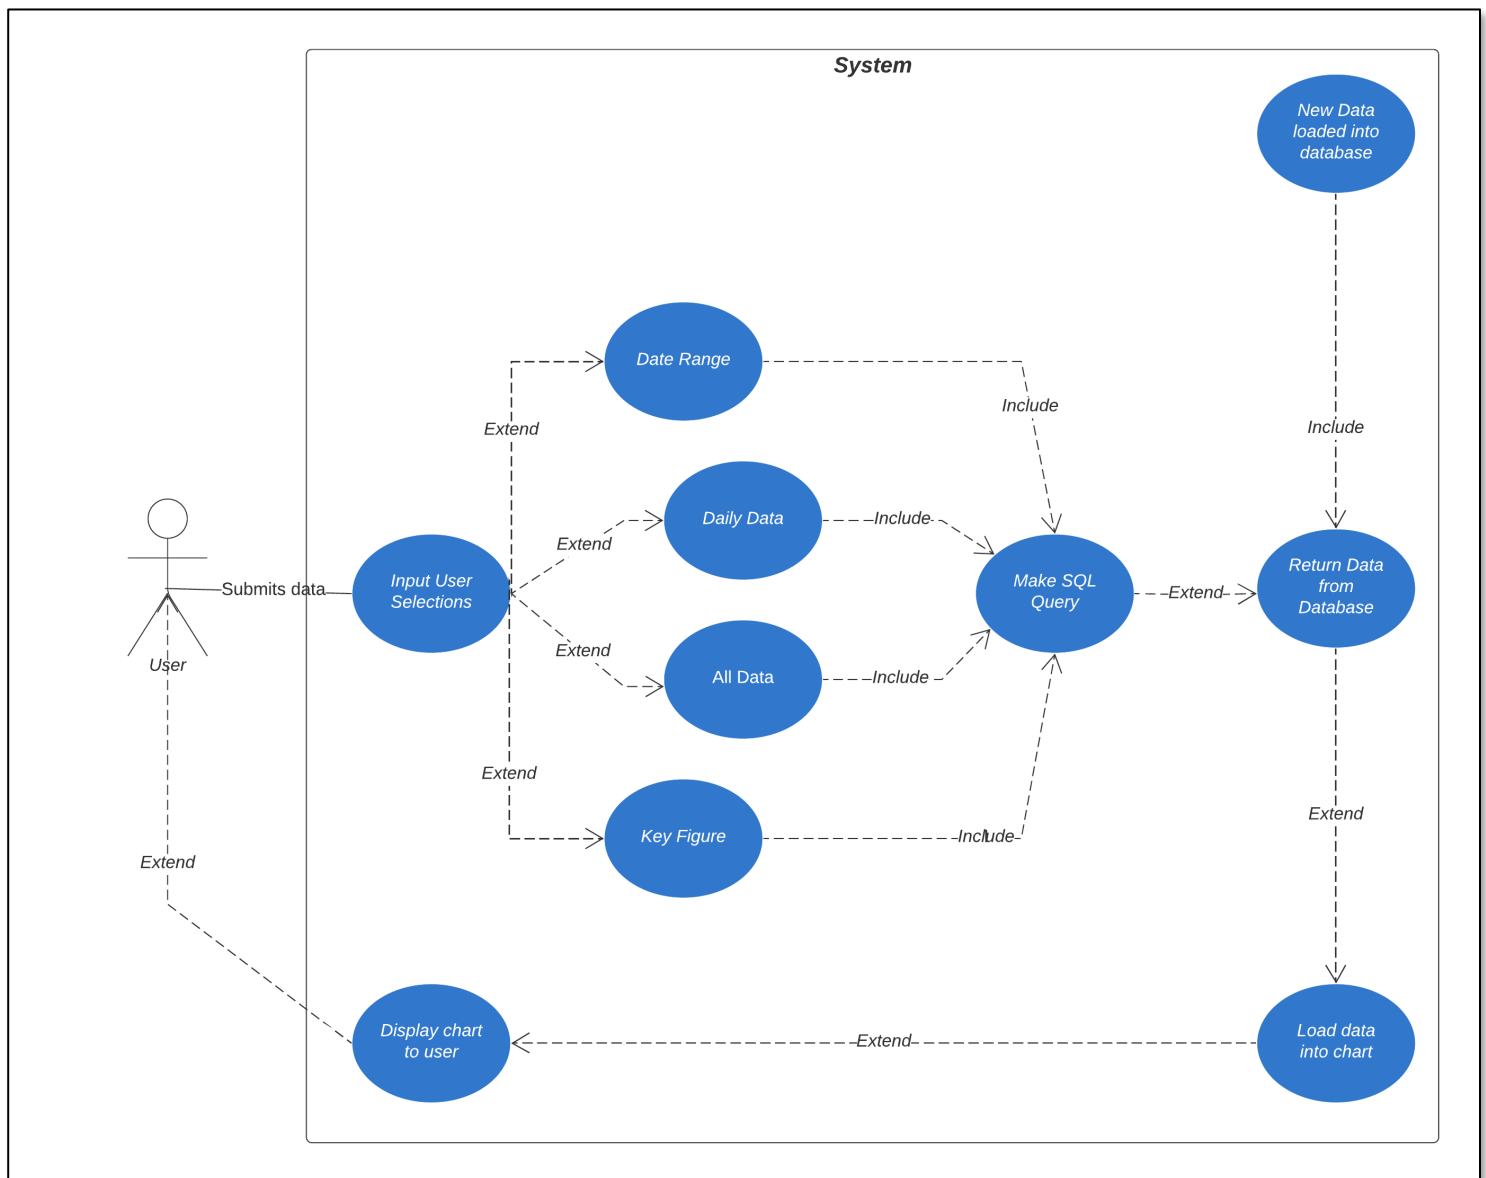 System
New Data
loaded into
database
Date Range
Include
Extend
Include
Daily Data
Include
Extend
Submits data
Input User
Selections
Make SQL
Query
Extend
Return Data
from
Database
User
Extend
All Data
Include
Extend
Key Figure
Include
Extend
Extend
Display chart
to user
Extend
Load data
into chart